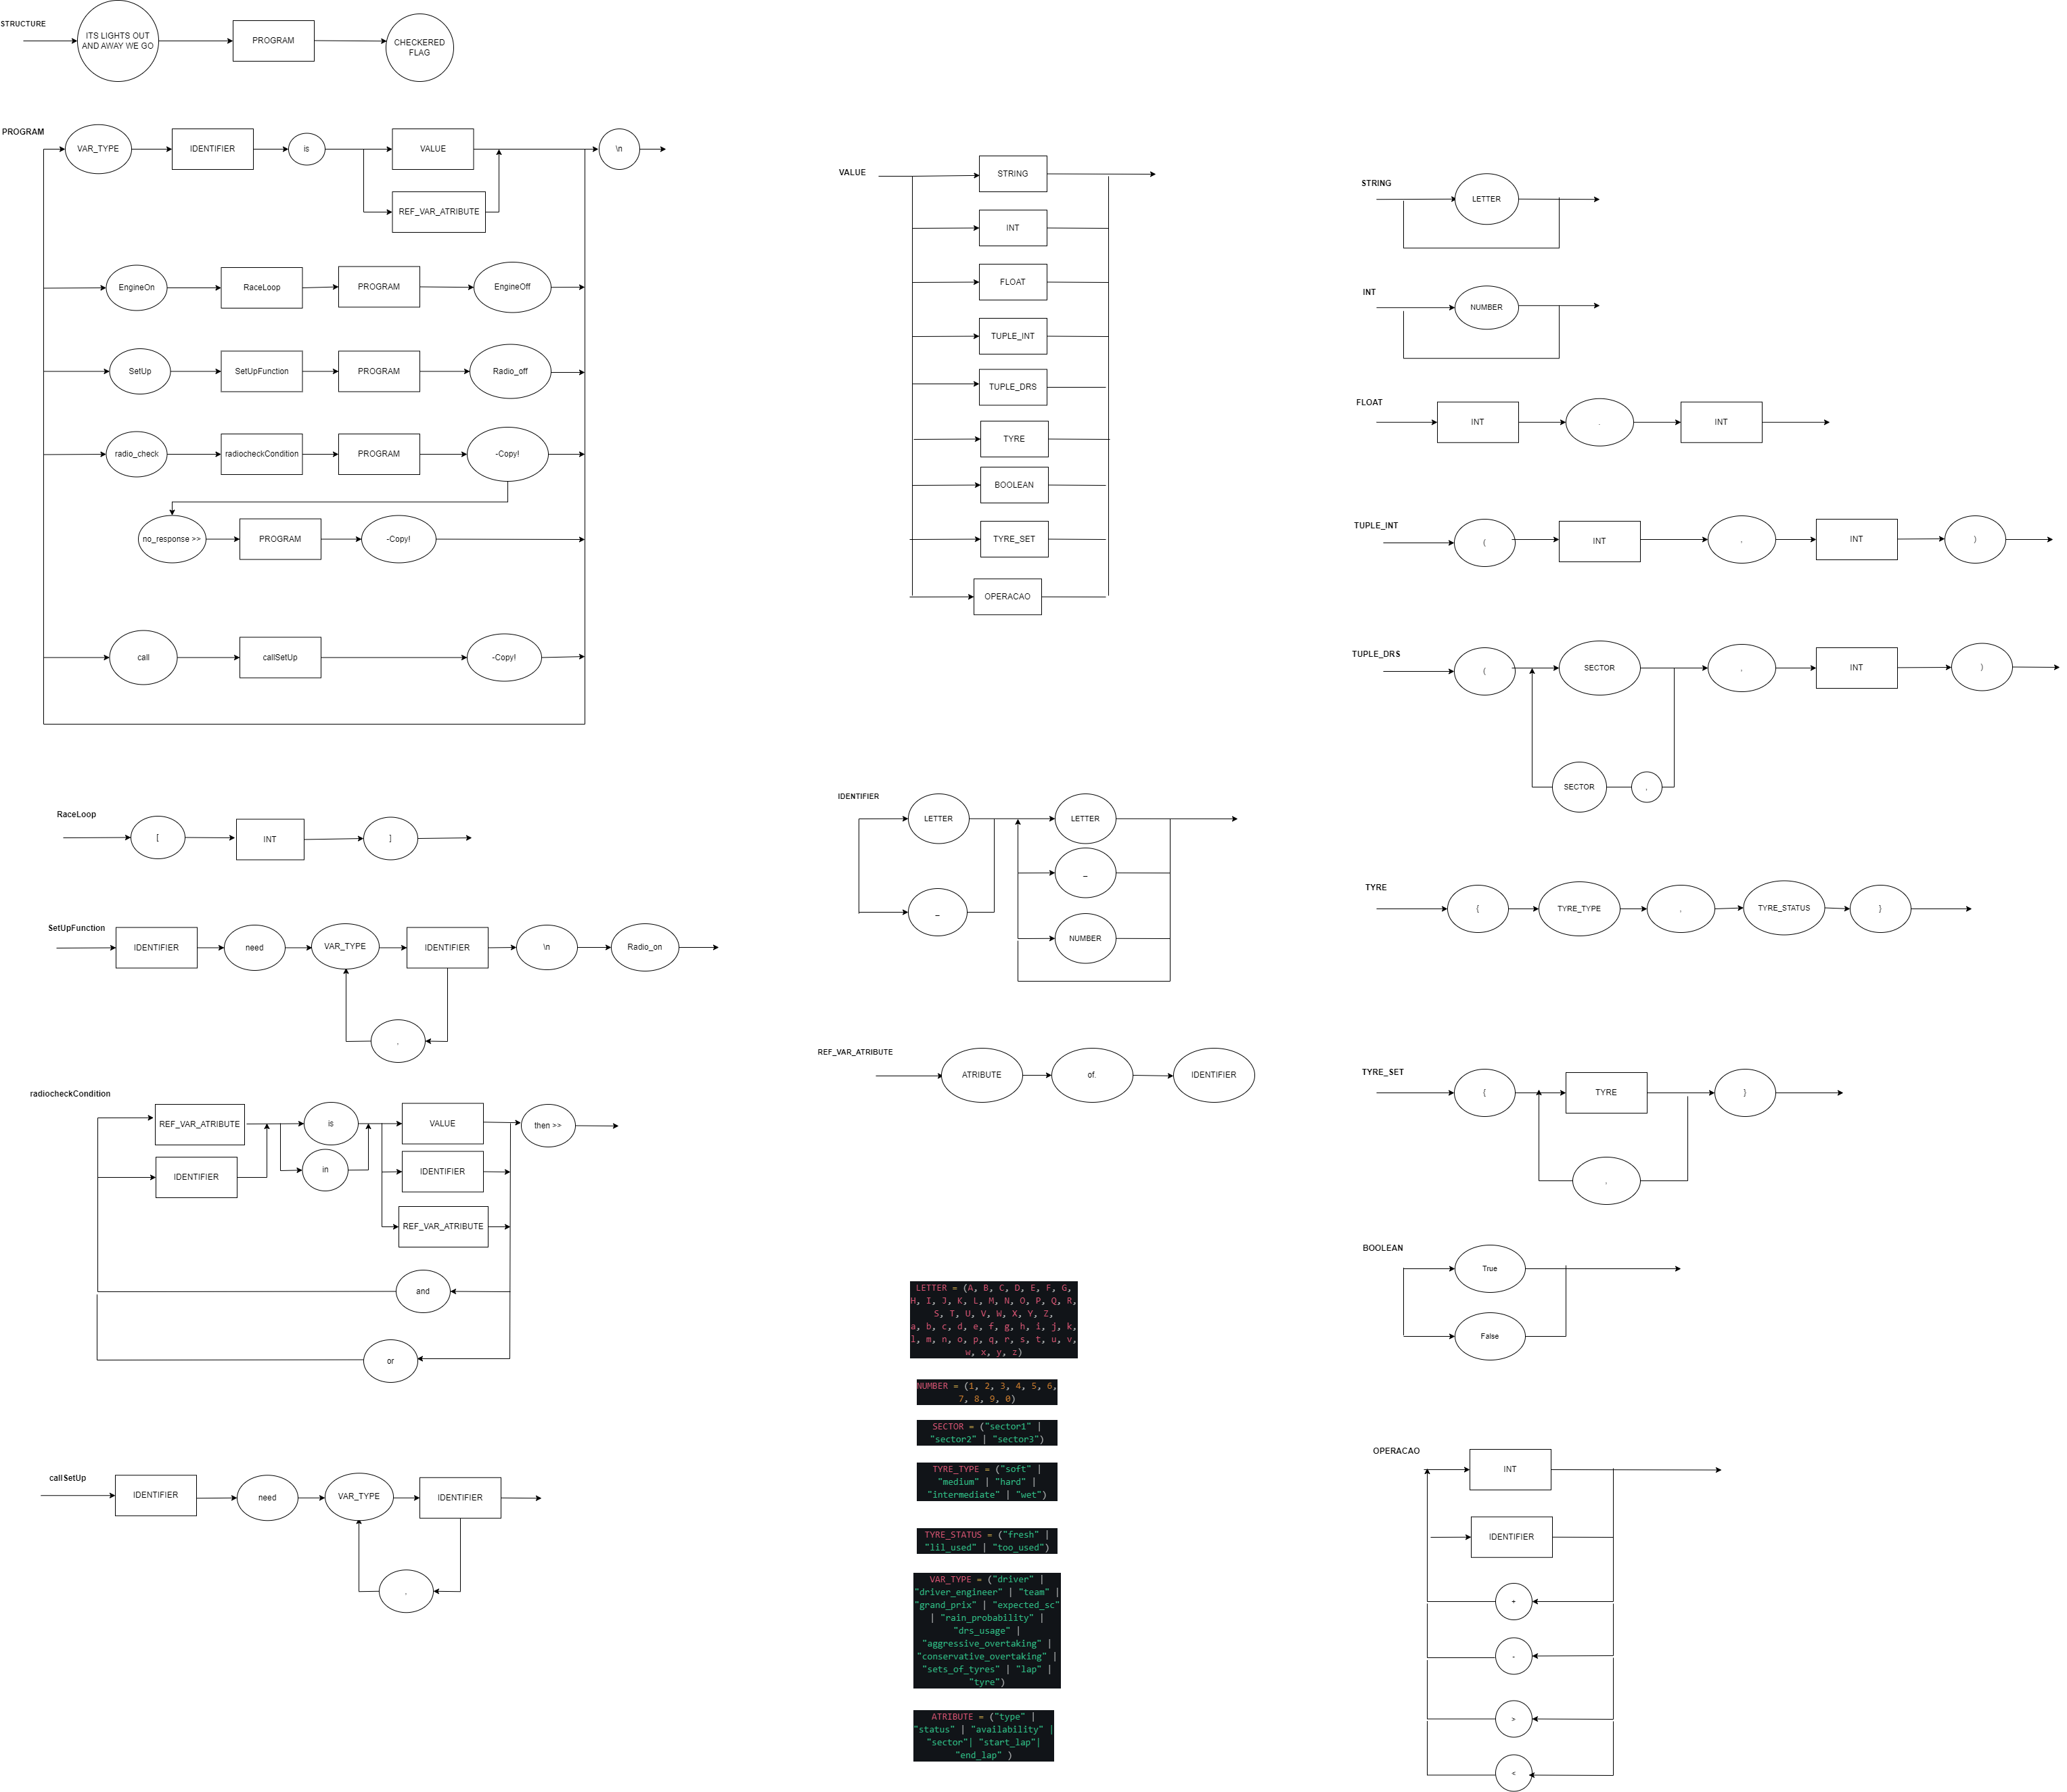 STRUCTURE
ITS LIGHTS OUT
AND AWAY WE GO
PROGRAM
CHECKERED
FLAG
PROGRAM
VAR_TYPE
IDENTIFIER
is
VALUE
\n
REF_VAR_ATRIBUTE
EngineOn
RaceLoop
PROGRAM
EngineOff
SetUp
SetUpFunction
PROGRAM
Radio_off
radio_check
radiocheckCondition
PROGRAM
-Copy!
no_response >>
PROGRAM
-Copy!
call
callSetUp
-Copy!
RaceLoop
[
INT
]
SetUpFunction
IDENTIFIER
need
VAR_TYPE
IDENTIFIER
\n
Radio_on
,
radiocheckCondition
REF_VAR_ATRIBUTE
is
VALUE
then >>
IDENTIFIER
in
IDENTIFIER
REF_VAR_ATRIBUTE
and
or
callSetUp
IDENTIFIER
need
VAR_TYPE
IDENTIFIER
,
VALUE
STRING
INT
FLOAT
TUPLE_INT
TUPLE_DRS
TYRE
BOOLEAN
TYRE_SET
OPERACAO
IDENTIFIER
LETTER
LETTER
_
_
NUMBER
REF_VAR_ATRIBUTE
ATRIBUTE
of.
IDENTIFIER
LETTER = (A, B, C, D, E, F, G,
H, I, J, K, L, M, N, O, P, Q, R,
S, T, U, V, W, X, Y, Z,
a, b, c, d, e, f, g, h, i, j, k,
l, m, n, o, p, q, r, s, t, u, v,
w, x, y, z)
NUMBER = (1, 2, 3, 4, 5, 6,
7, 8, 9, 0)
SECTOR = ("sector1" |
"sector2" | "sector3")
TYRE_TYPE = ("soft" |
"medium" | "hard" |
"intermediate" | "wet")
TYRE_STATUS = ("fresh" |
"lil_used" | "too_used")
VAR_TYPE = ("driver" |
"driver_engineer" | "team" |
"grand_prix" | "expected_sc"
| "rain_probability" |
"drs_usage" |
"aggressive_overtaking" |
"conservative_overtaking" |
"sets_of_tyres" | "lap" |
"tyre")
ATRIBUTE = ("type" |
"status" | "availability" |
"sector"| "start_lap"|
"end_lap" )
STRING
LETTER
INT
NUMBER
FLOAT
INT
.
INT
TUPLE_INT
(
INT
,
INT
)
TUPLE_DRS
(
SECTOR
,
INT
)
SECTOR
,
TYRE
{
TYRE_TYPE
,
TYRE_STATUS
}
TYRE_SET
{
TYRE
}
,
BOOLEAN
True
False
OPERACAO
INT
IDENTIFIER
+
-
>
<